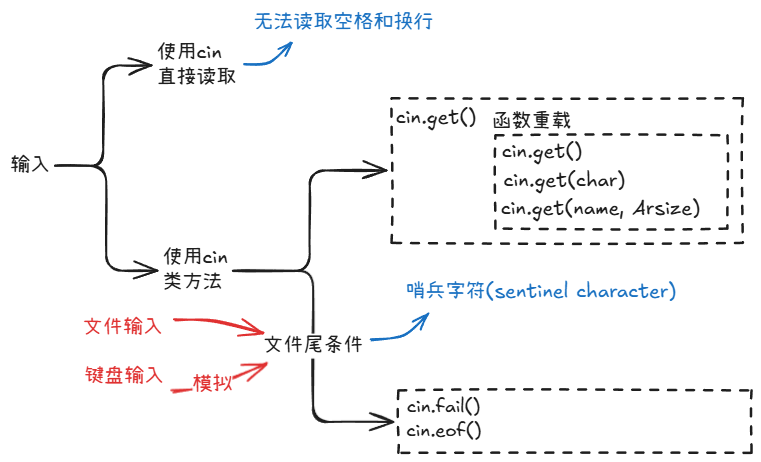 无法读取空格和换行
使用cin
直接读取
cin.get()
函数重载
cin.get()
cin.get(char)
cin.get(name, Arsize)
输入
使用cin
类方法
哨兵字符(sentinel character)
文件输入
文件尾条件
键盘输入
模拟
cin.fail()
cin.eof()